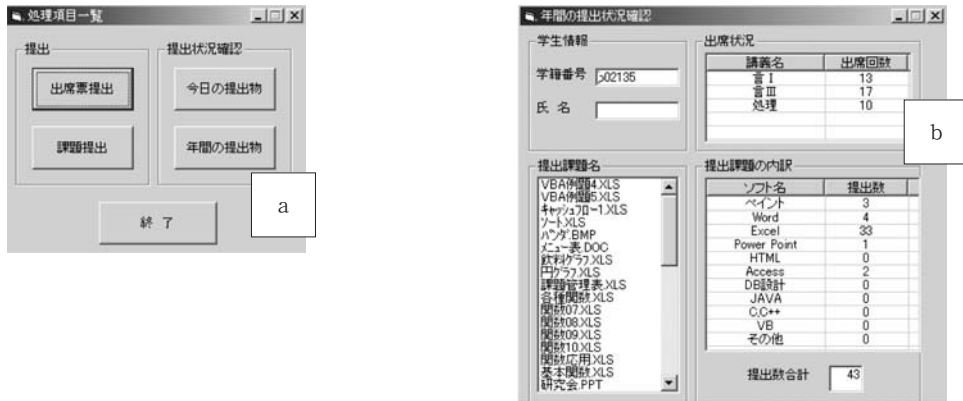 処理項目一覧
提出
出席票提出
課題提出
提出状況確認
今日の提出物
年間の提出物
終 了
a
年間の提出状況確認
学生情報
学籍番号 b02135
氏 名
出席状況
講義名 出席回数
言Ⅰ 13
言Ⅲ 17
処理 10
b
提出課題名
VBA例題4.XLS
VBA例題5.XLS
キャッシュフロー1.XLS
ソート.XLS
パンダ.BMP
メニュー表.DOC
飲料グラフ.XLS
円グラフ.XLS
課題管理表.XLS
各種関数.XLS
関数07.XLS
関数08.XLS
関数09.XLS
関数10.XLS
関数応用.XLS
基本関数.XLS
研究会.PPT
提出課題の内訳
ソフト名 提出数
ペイント 3
Word 4
Excel 33
Power Point 1
HTML 0
Access 2
DB設計 0
JAVA 0
C,C++ 0
VB 0
その他 0
提出数合計 43